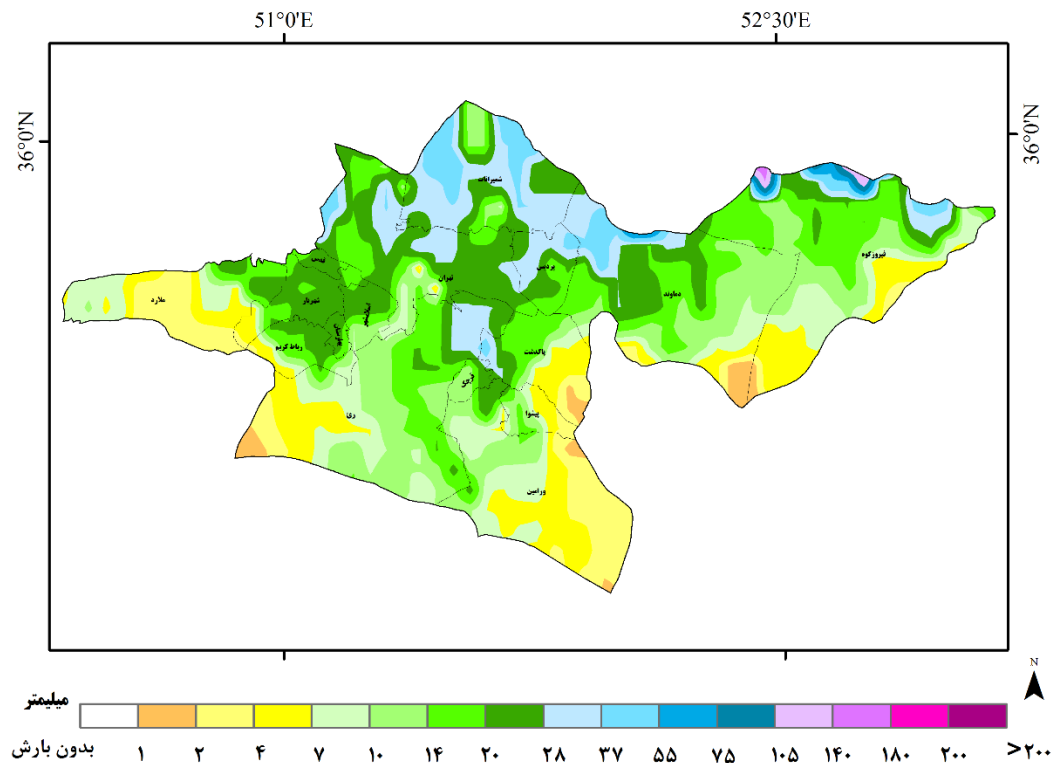 51°0'E 52°30'E
36°0'N 36°0'N
شمیرانات
فیروزکوه
پردیس
تهران
دماوند
ملارد
شهریار
رباط کریم
پاکدشت
ری
پیشوا
ورامین
N
میلیمتر
بدون بارش ۱ ۲ ۴ ۷ ۱۰ ۱۴ ۲۰ ۲۸ ۳۷ ۵۵ ۷۵ ۱۰۵ ۱۴۰ ۱۸۰ ۲۰۰ >۲۰۰